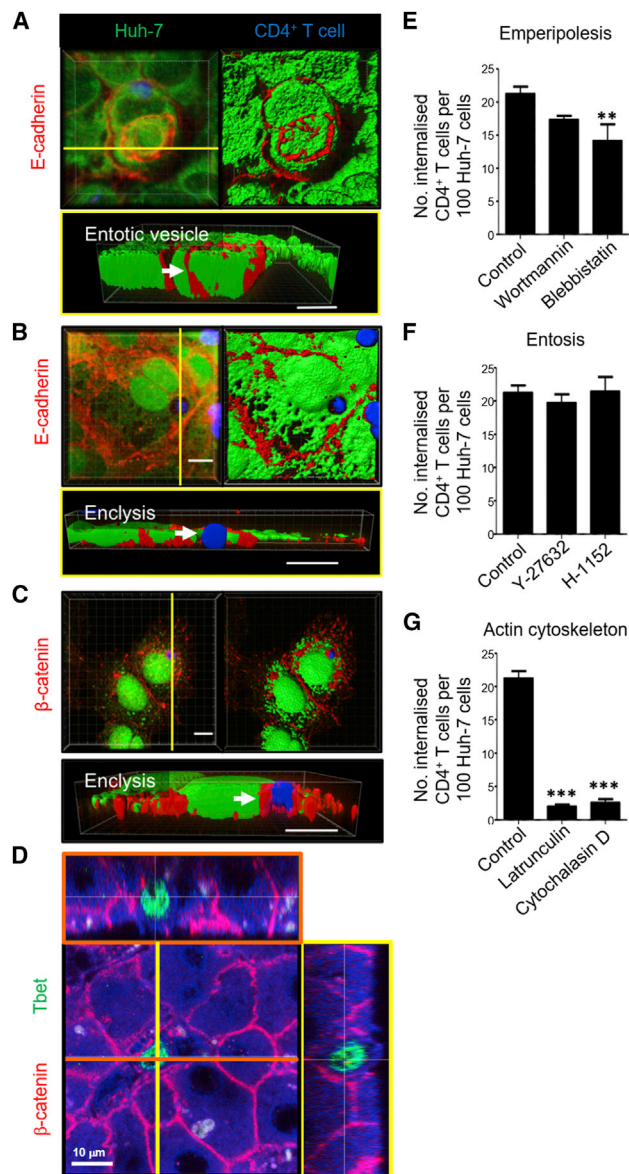 A
Huh-7
CD4⁺ T cell
E-cadherin
Entotic vesicle
B
E-cadherin
Enclysis
C
β-catenin
Enclysis
D
Tbet
β-catenin
10 μm
E
Emperipolesis
No. internalised
CD4⁺ T cells per
100 Huh-7 cells
25
20
15
10
5
0
**
Control
Wortmannin
Blebbistatin
F
Entosis
No. internalised
CD4⁺ T cells per
100 Huh-7 cells
25
20
15
10
5
0
Control
Y-27632
H-1152
G
Actin cytoskeleton
No. internalised
CD4⁺ T cells per
100 Huh-7 cells
25
20
15
10
5
0
***
***
Control
Latrunculin
Cytochalasin D